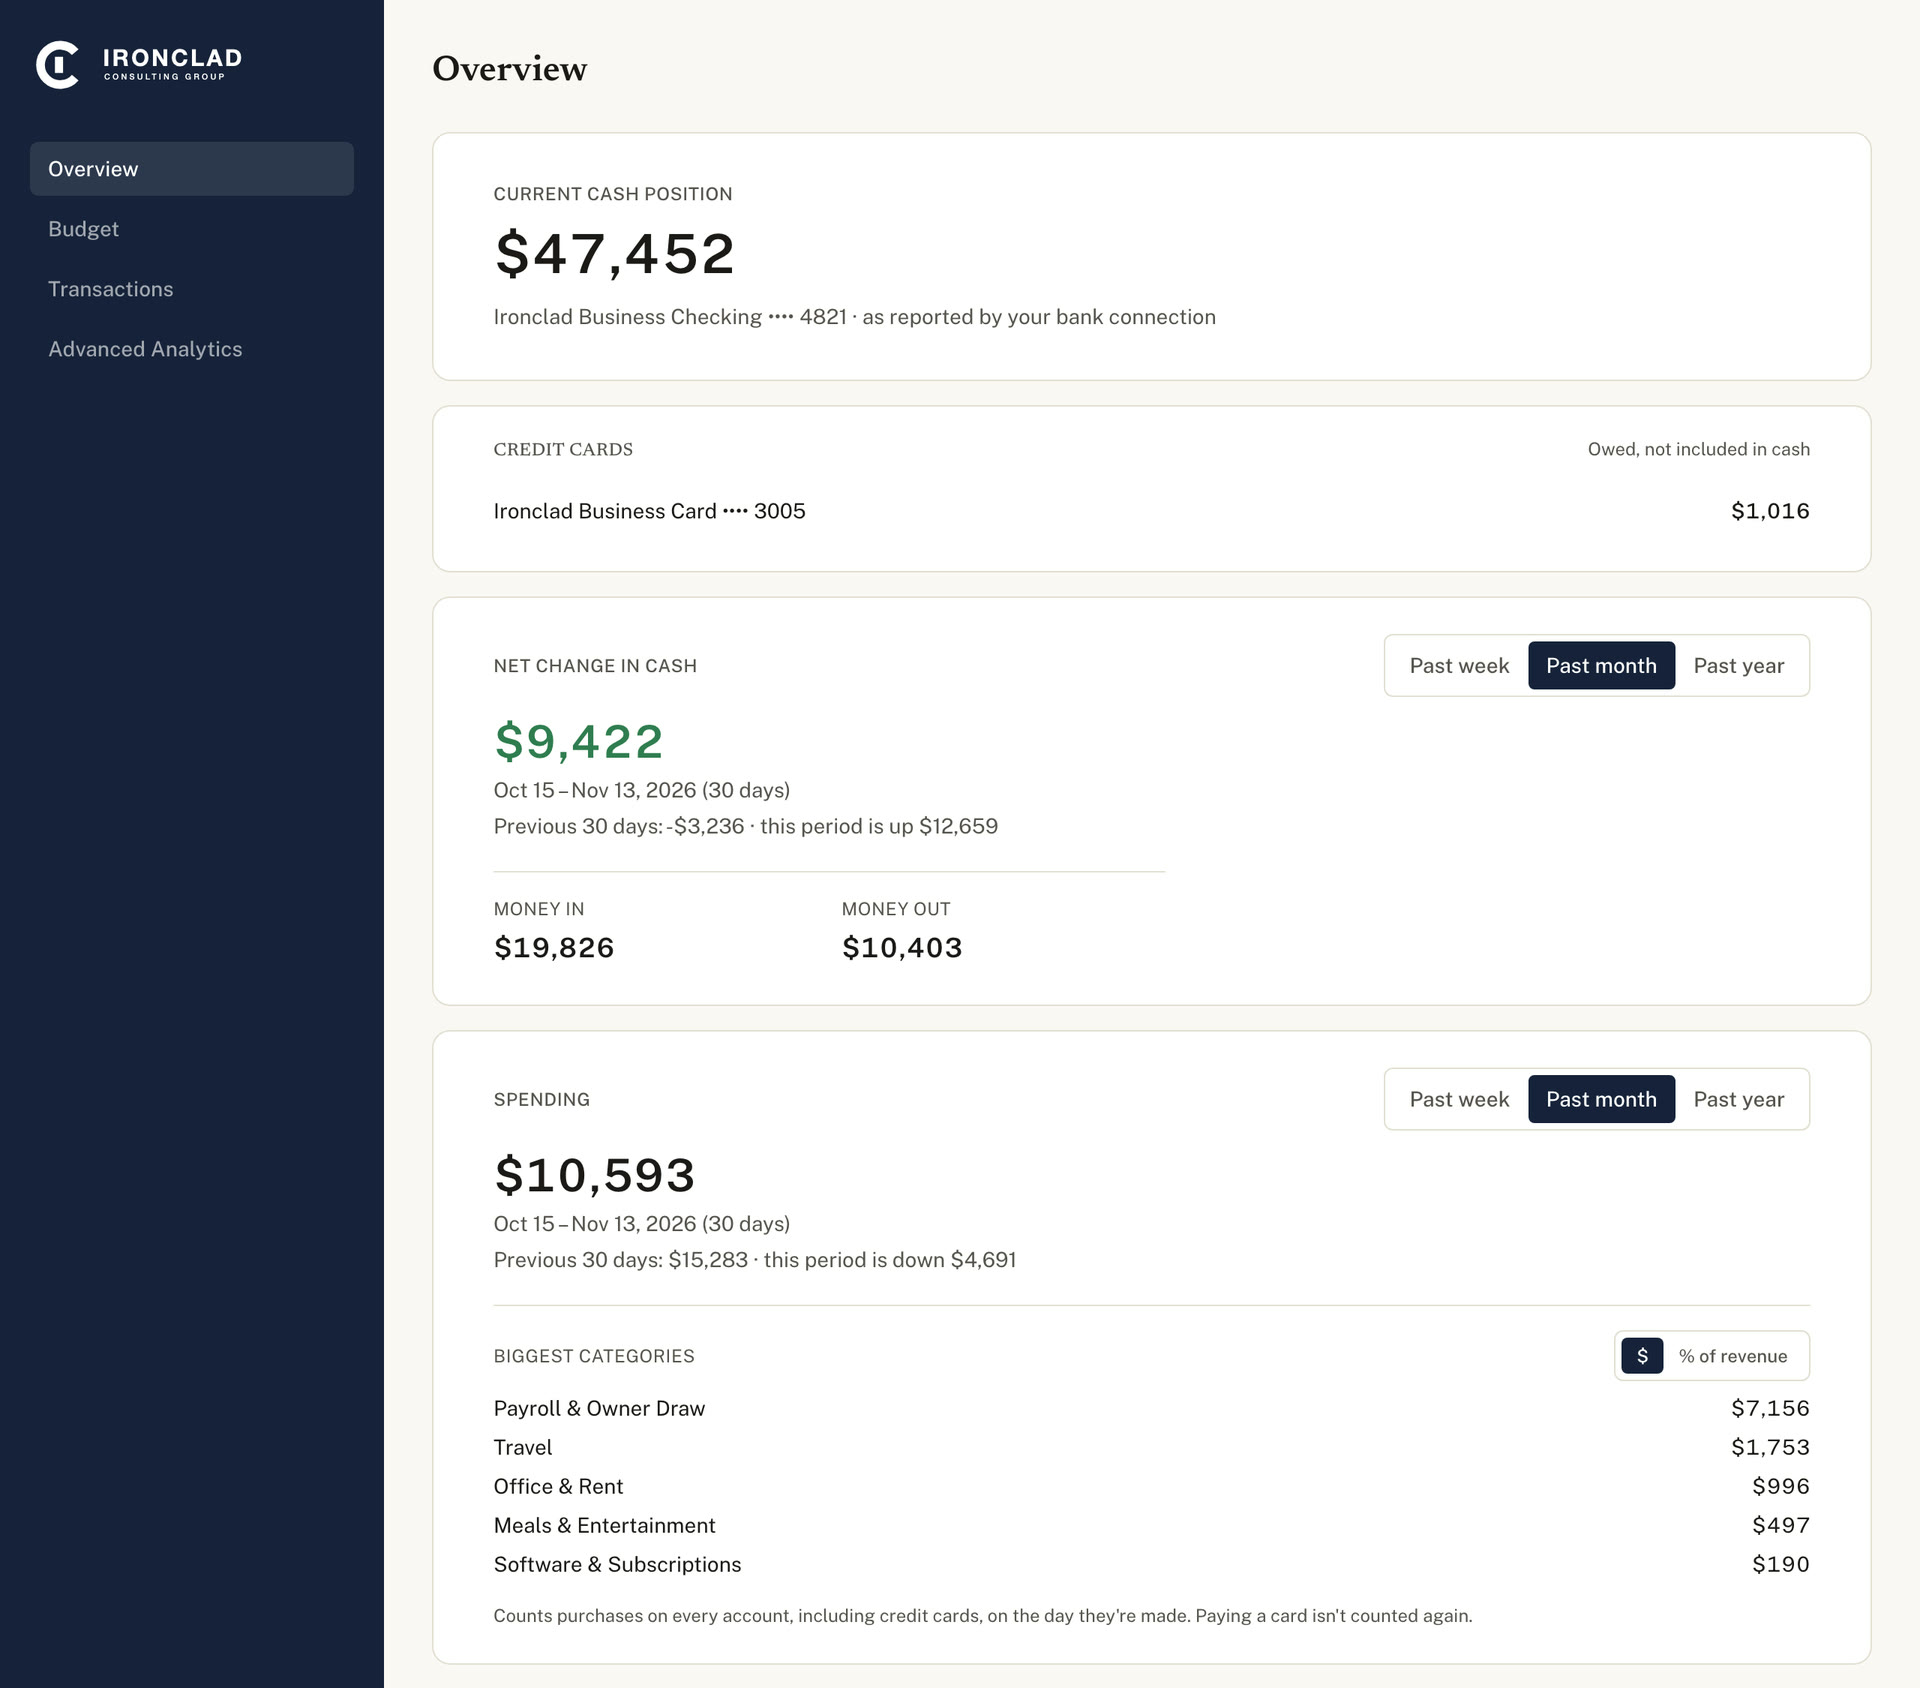 IRONCLAD
CONSULTING GROUP
Overview
Budget
Transactions
Advanced Analytics
Overview
CURRENT CASH POSITION
$47,452
Ironclad Business Checking •••• 4821 · as reported by your bank connection
CREDIT CARDS
Owed, not included in cash
Ironclad Business Card •••• 3005
$1,016
NET CHANGE IN CASH
Past week Past month Past year
$9,422
Oct 15 – Nov 13, 2026 (30 days)
Previous 30 days: -$3,236 · this period is up $12,659
MONEY IN
$19,826
MONEY OUT
$10,403
SPENDING
Past week Past month Past year
$10,593
Oct 15 – Nov 13, 2026 (30 days)
Previous 30 days: $15,283 · this period is down $4,691
BIGGEST CATEGORIES
$ % of revenue
Payroll & Owner Draw $7,156
Travel $1,753
Office & Rent $996
Meals & Entertainment $497
Software & Subscriptions $190
Counts purchases on every account, including credit cards, on the day they're made. Paying a card isn't counted again.